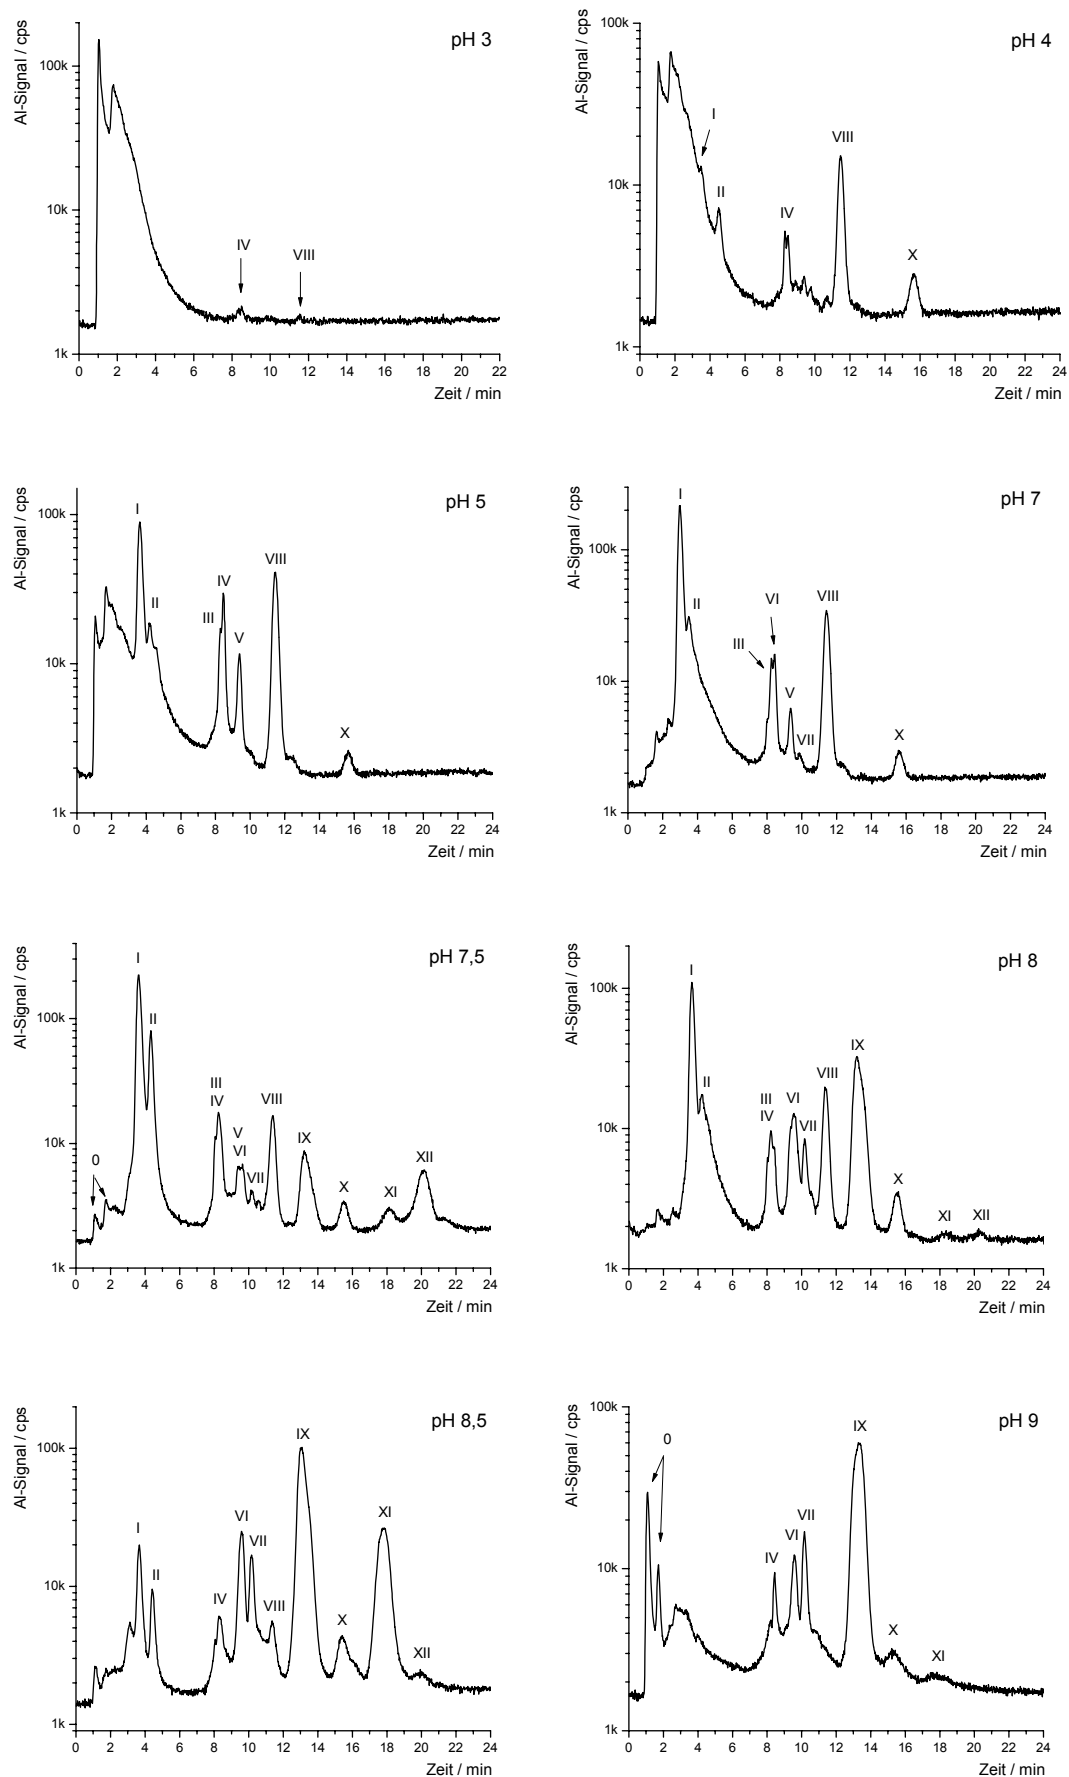 pH 3
Al-Signal / cps
100k
10k
1k
IV
VIII
0 2 4 6 8 10 12 14 16 18 20 22
Zeit / min
pH 4
Al-Signal / cps
100k
10k
1k
I
II
IV
VIII
X
0 2 4 6 8 10 12 14 16 18 20 22 24
Zeit / min
pH 5
Al-Signal / cps
100k
10k
1k
I
II
III
IV
V
VIII
X
0 2 4 6 8 10 12 14 16 18 20 22 24
Zeit / min
pH 7
Al-Signal / cps
100k
10k
1k
I
II
III
VI
V
VII
VIII
X
0 2 4 6 8 10 12 14 16 18 20 22 24
Zeit / min
pH 7,5
Al-Signal / cps
100k
10k
1k
0
I
II
III
IV
V
VI
VII
VIII
IX
X
XI
XII
0 2 4 6 8 10 12 14 16 18 20 22 24
Zeit / min
pH 8
Al-Signal / cps
100k
10k
1k
I
II
III
IV
VI
VII
VIII
IX
X
XI
XII
0 2 4 6 8 10 12 14 16 18 20 22 24
Zeit / min
pH 8,5
Al-Signal / cps
100k
10k
1k
I
II
IV
VI
VII
VIII
IX
X
XI
XII
0 2 4 6 8 10 12 14 16 18 20 22 24
Zeit / min
pH 9
Al-Signal / cps
100k
10k
1k
0
IV
VI
VII
IX
X
XI
0 2 4 6 8 10 12 14 16 18 20 22 24
Zeit / min